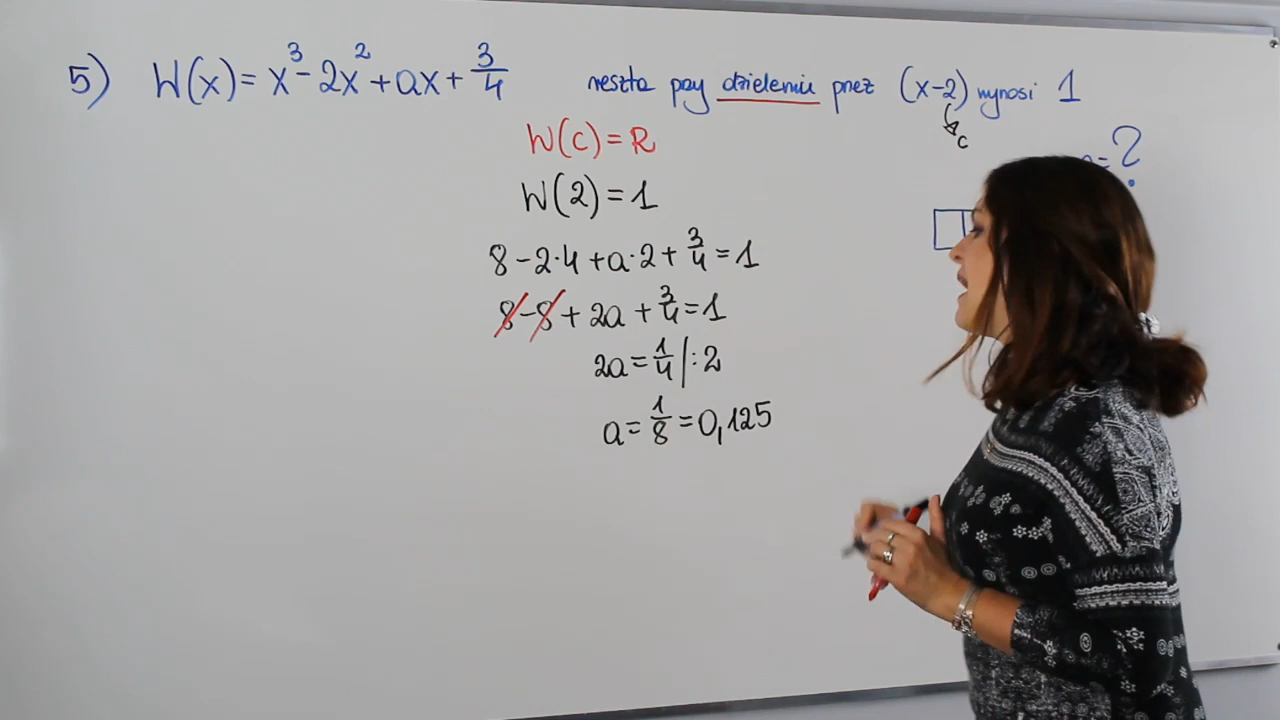 5) W(x)=x³-2x²+ax+3/4 reszta przy dzieleniu przez (x-2) wynosi 1
c
W(c)=R
=?
W(2)=1
8-2·4+a·2+3/4=1
8-8+2a+3/4=1
2a=1/4 |:2
a=1/8=0,125